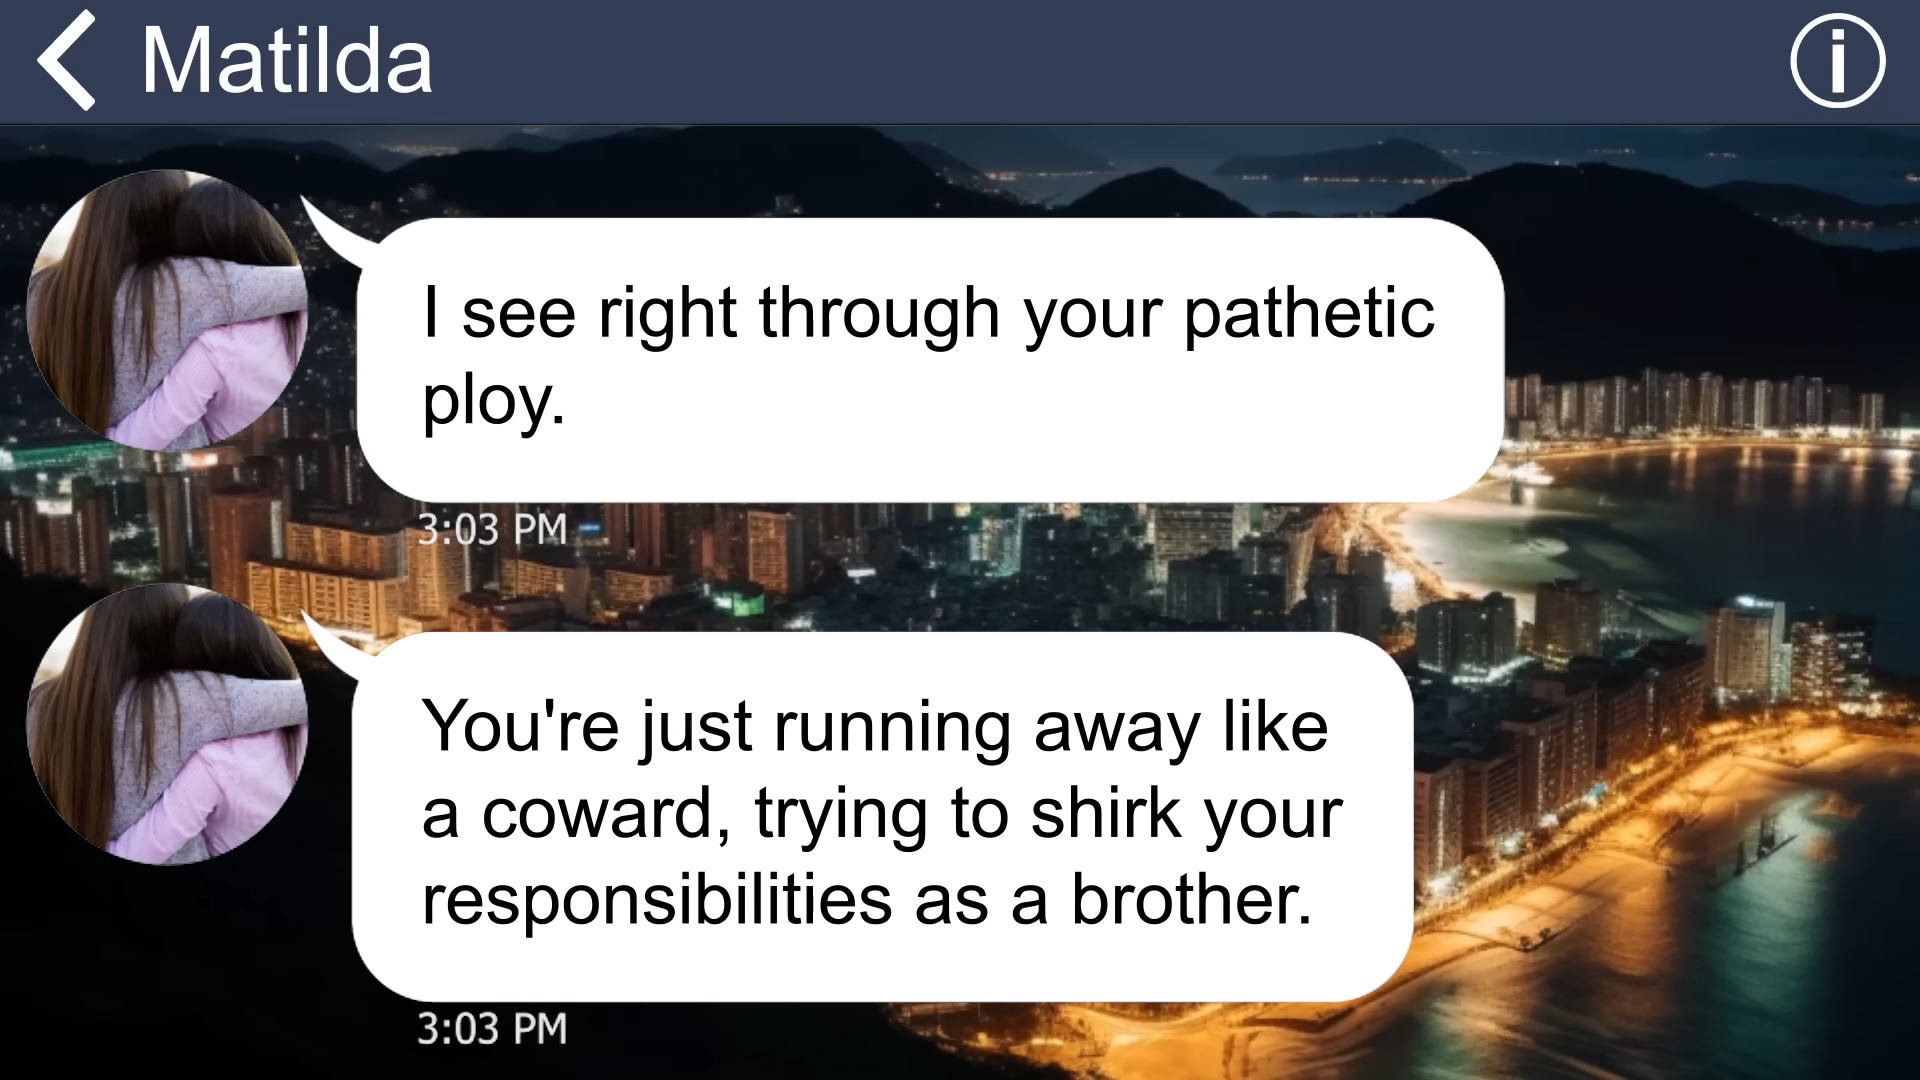 Matilda
I see right through your pathetic
ploy.
3:03 PM
You're just running away like
a coward, trying to shirk your
responsibilities as a brother.
3:03 PM